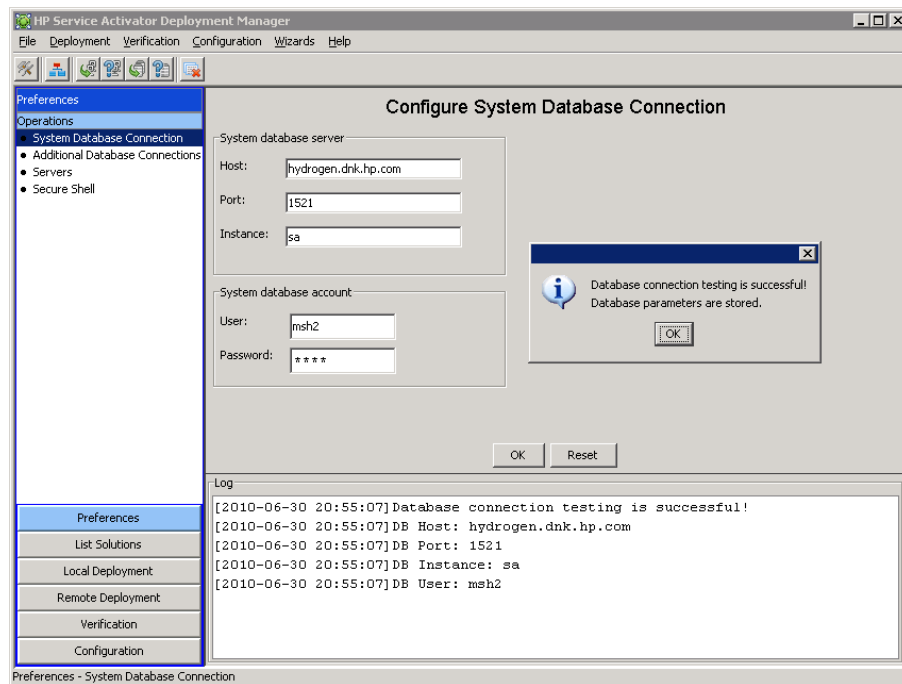 HP Service Activator Deployment Manager
File Deployment Verification Configuration Wizards Help
Preferences
Operations
System Database Connection
Additional Database Connections
Servers
Secure Shell
Configure System Database Connection
System database server
Host: hydrogen.dnk.hp.com
Port: 1521
Instance: sa
System database account
User: msh2
Password: ****
Database connection testing is successful!
Database parameters are stored.
OK
OK Reset
Log
[2010-06-30 20:55:07]Database connection testing is successful!
[2010-06-30 20:55:07]DB Host: hydrogen.dnk.hp.com
[2010-06-30 20:55:07]DB Port: 1521
[2010-06-30 20:55:07]DB Instance: sa
[2010-06-30 20:55:07]DB User: msh2
Preferences
List Solutions
Local Deployment
Remote Deployment
Verification
Configuration
Preferences - System Database Connection